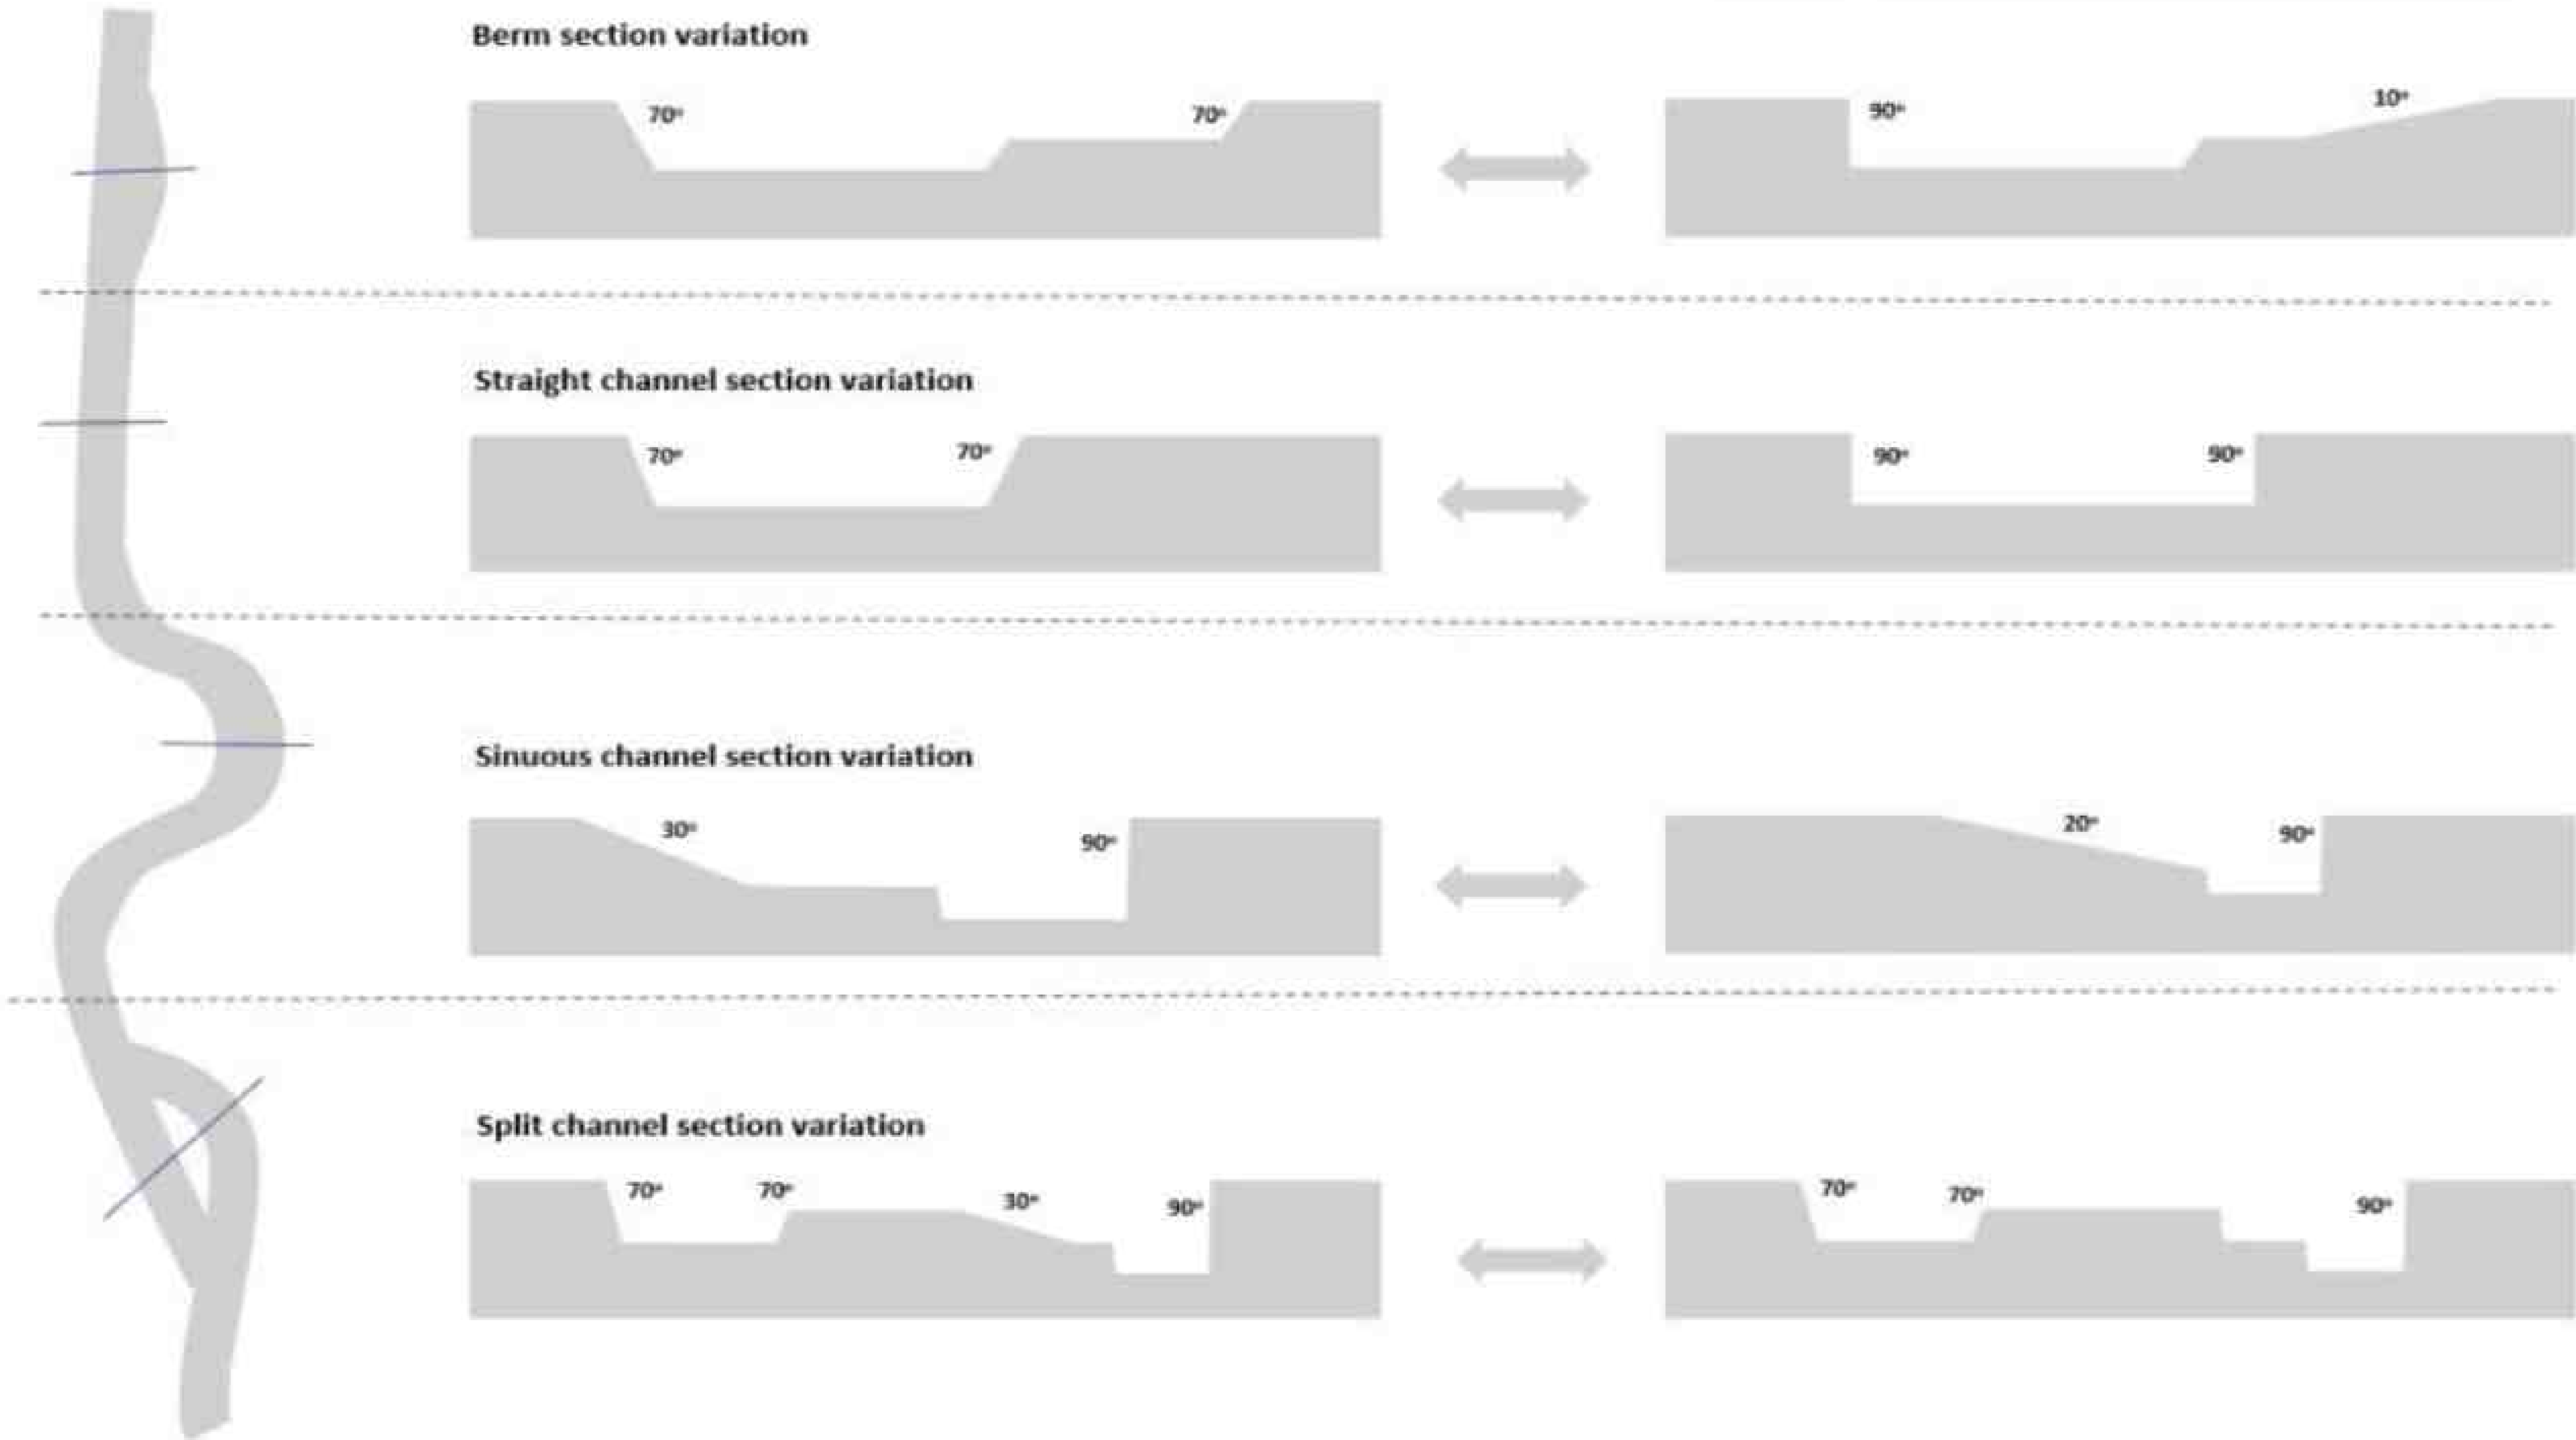 Berm section variation
70° 70° 90° 10°
Straight channel section variation
70° 70° 90° 90°
Sinuous channel section variation
30° 90° 20° 90°
Split channel section variation
70° 70° 30° 90° 70° 70° 90°